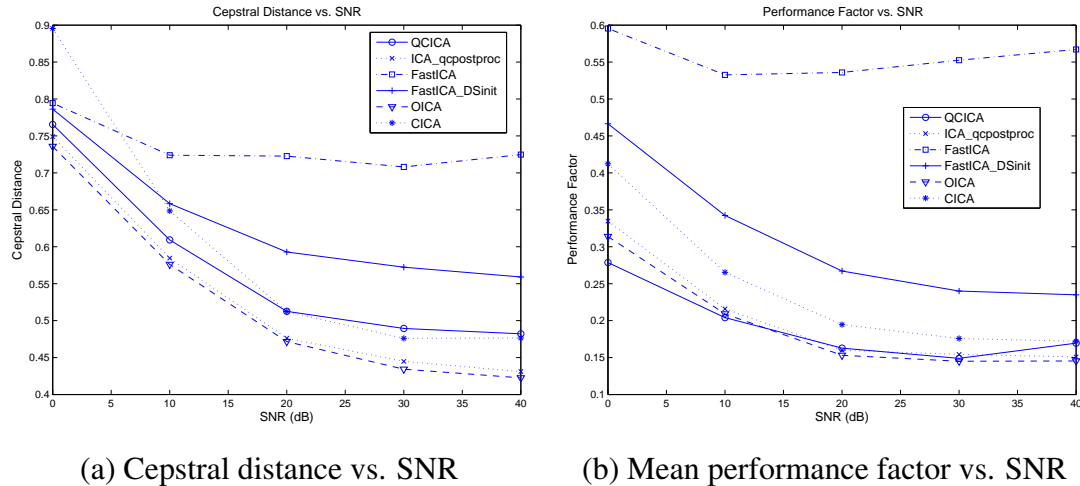 Cepstral Distance vs. SNR
0.9
0.85
0.8
0.75
0.7
0.65
0.6
0.55
0.5
0.45
0.4
Cepstral Distance
QCICA
ICA_qcpostproc
FastICA
FastICA_DSinit
OICA
CICA
0 5 10 15 20 25 30 35 40
SNR (dB)
(a) Cepstral distance vs. SNR
Performance Factor vs. SNR
0.6
0.55
0.5
0.45
0.4
0.35
0.3
0.25
0.2
0.15
0.1
Performance Factor
QCICA
ICA_qcpostproc
FastICA
FastICA_DSinit
OICA
CICA
0 5 10 15 20 25 30 35 40
SNR (dB)
(b) Mean performance factor vs. SNR